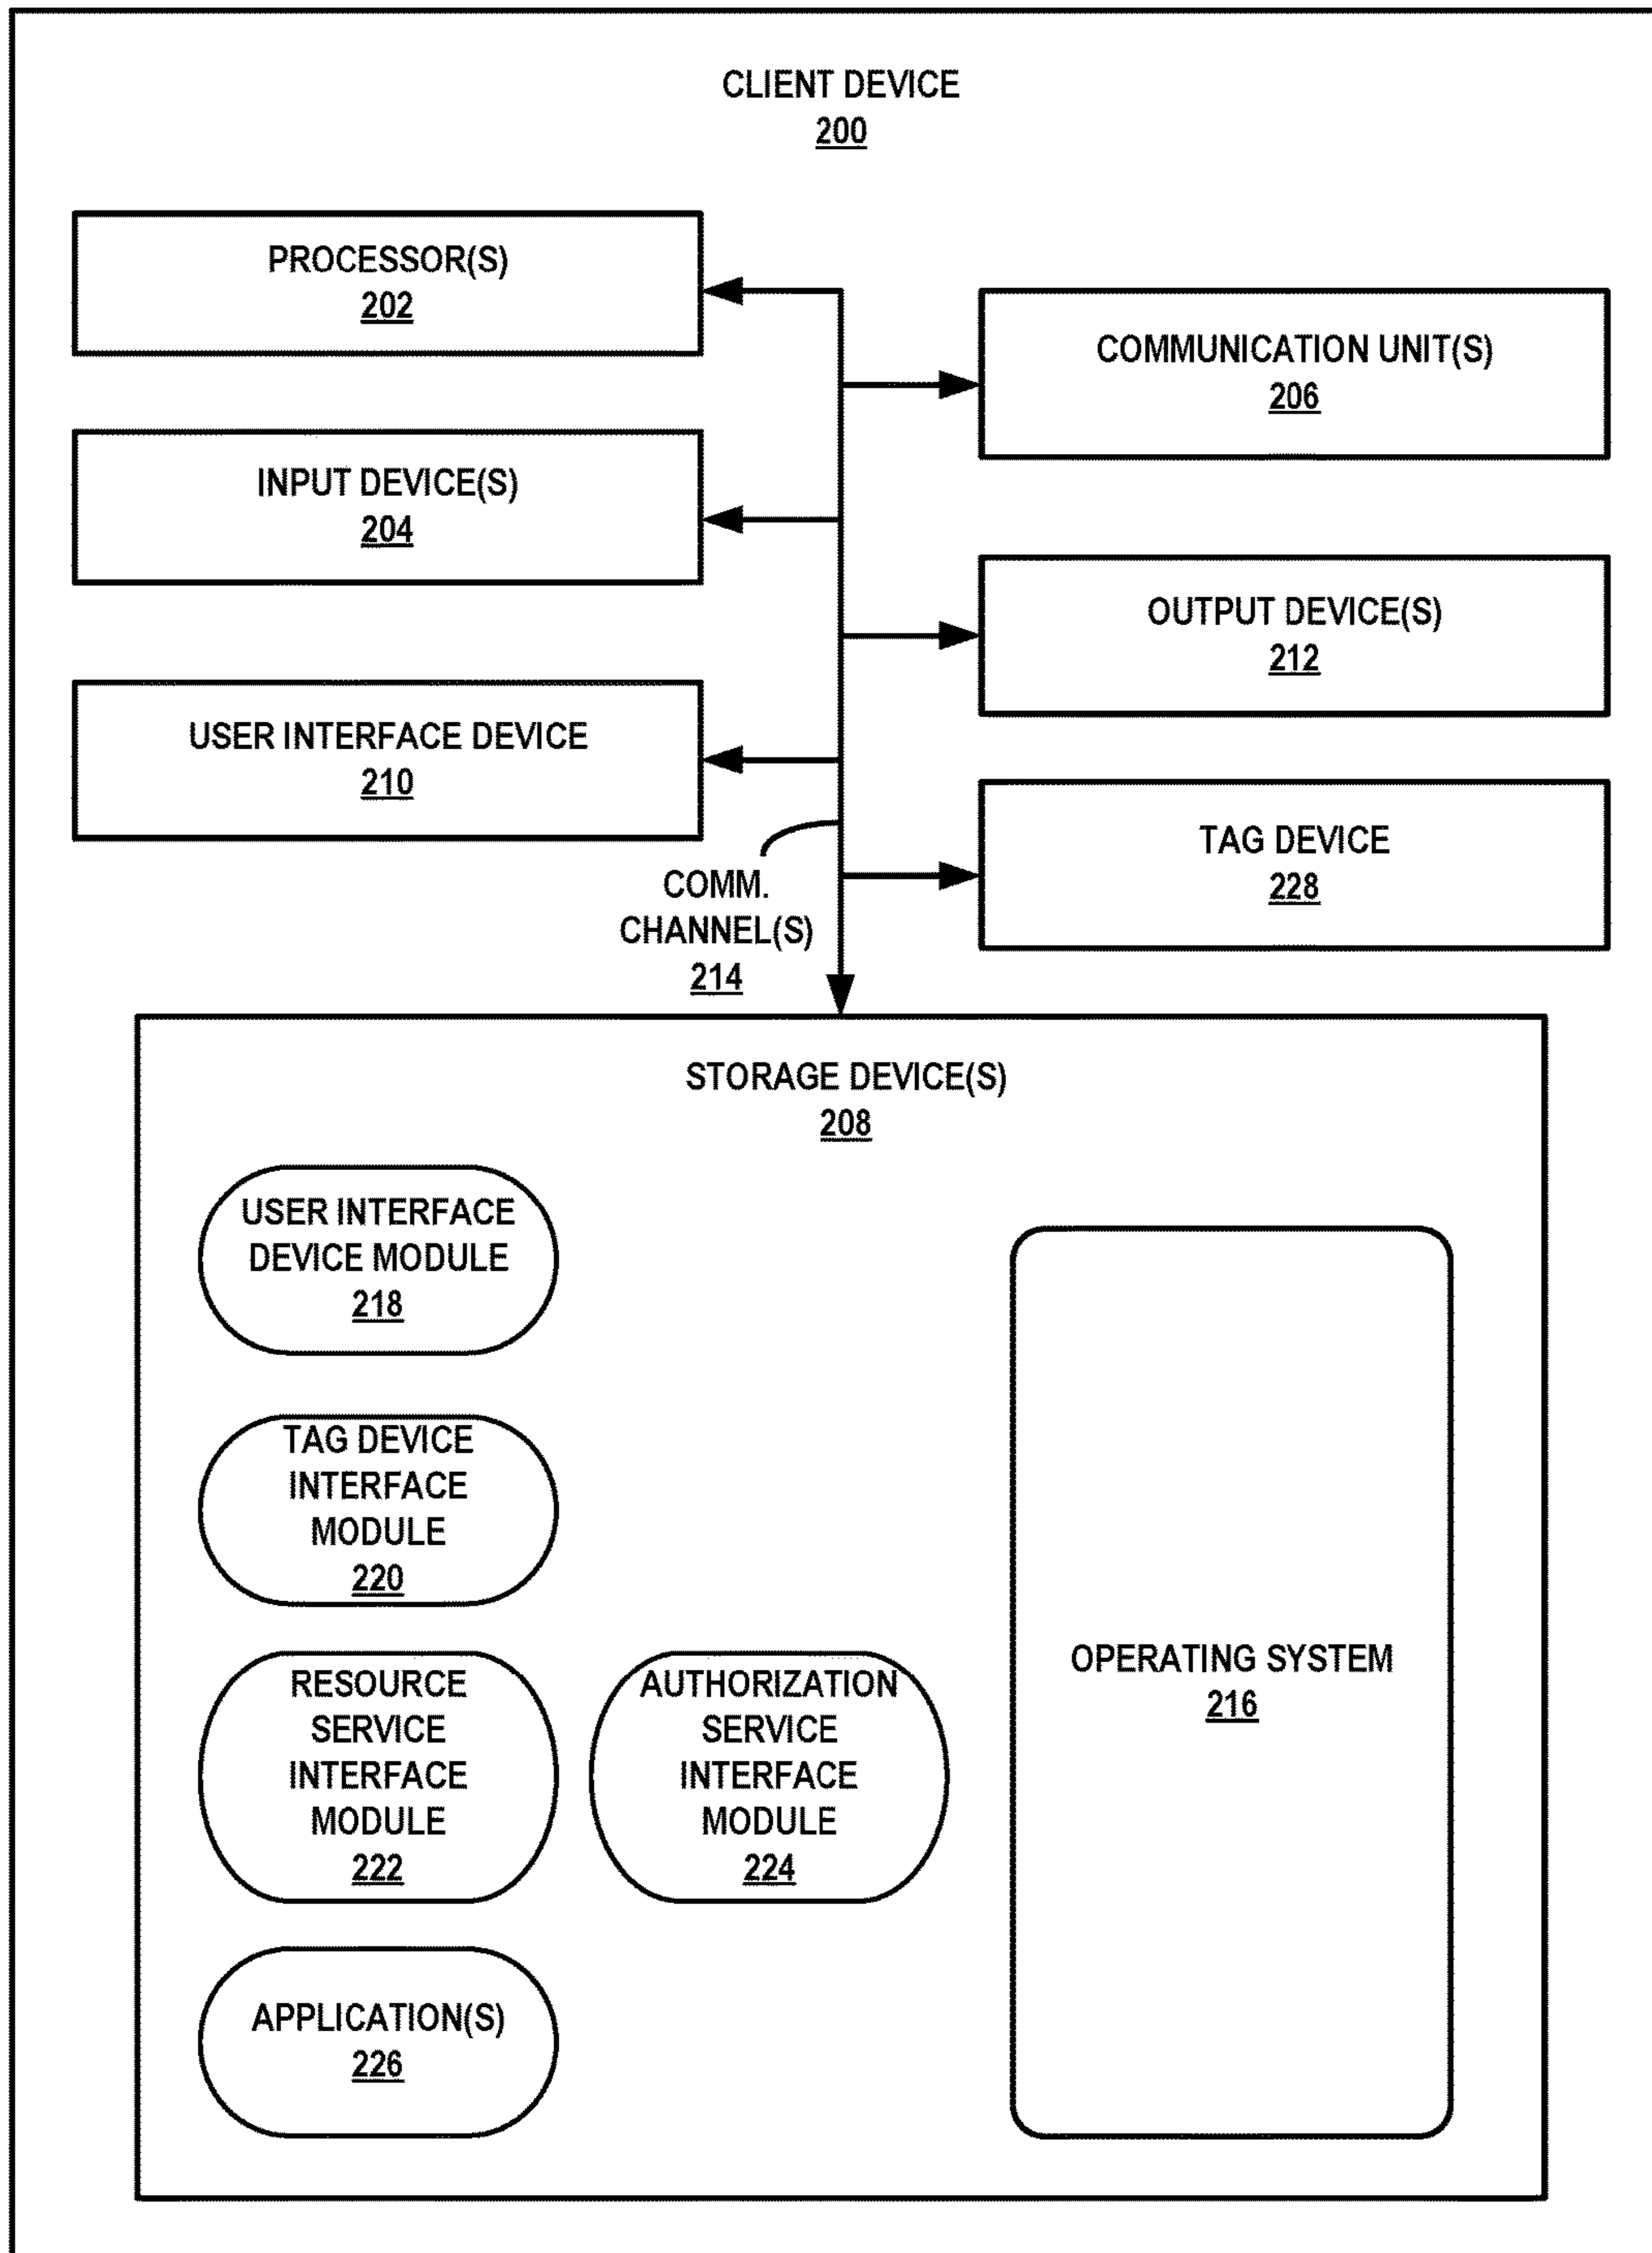 CLIENT DEVICE
200
PROCESSOR(S)
202
COMMUNICATION UNIT(S)
206
INPUT DEVICE(S)
204
OUTPUT DEVICE(S)
212
USER INTERFACE DEVICE
210
TAG DEVICE
228
COMM.
CHANNEL(S)
214
STORAGE DEVICE(S)
208
USER INTERFACE
DEVICE MODULE
218
TAG DEVICE
INTERFACE
MODULE
220
RESOURCE
SERVICE
INTERFACE
MODULE
222
AUTHORIZATION
SERVICE
INTERFACE
MODULE
224
OPERATING SYSTEM
216
APPLICATION(S)
226